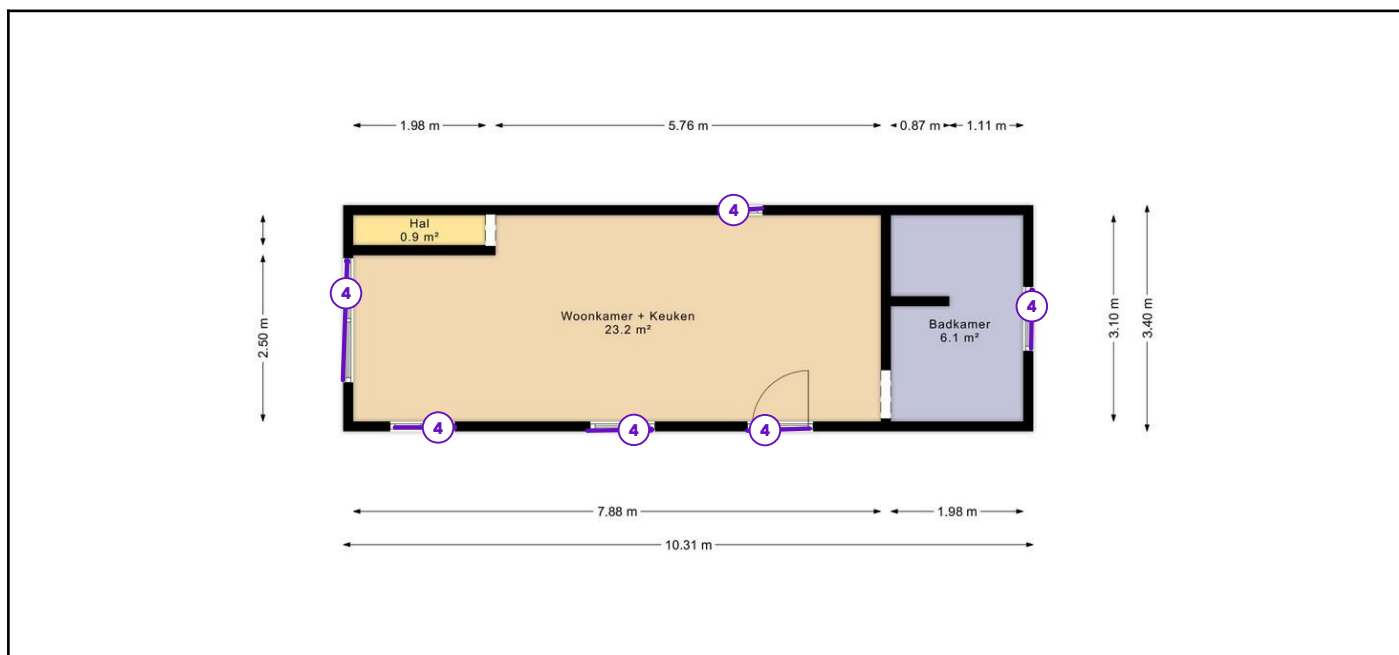 1.98 m
5.76 m
0.87 m
1.11 m
4
Hal
0.9 m²
4
4
2.50 m
Woonkamer + Keuken
23.2 m²
Badkamer
6.1 m²
3.10 m
3.40 m
4
4
4
7.88 m
1.98 m
10.31 m